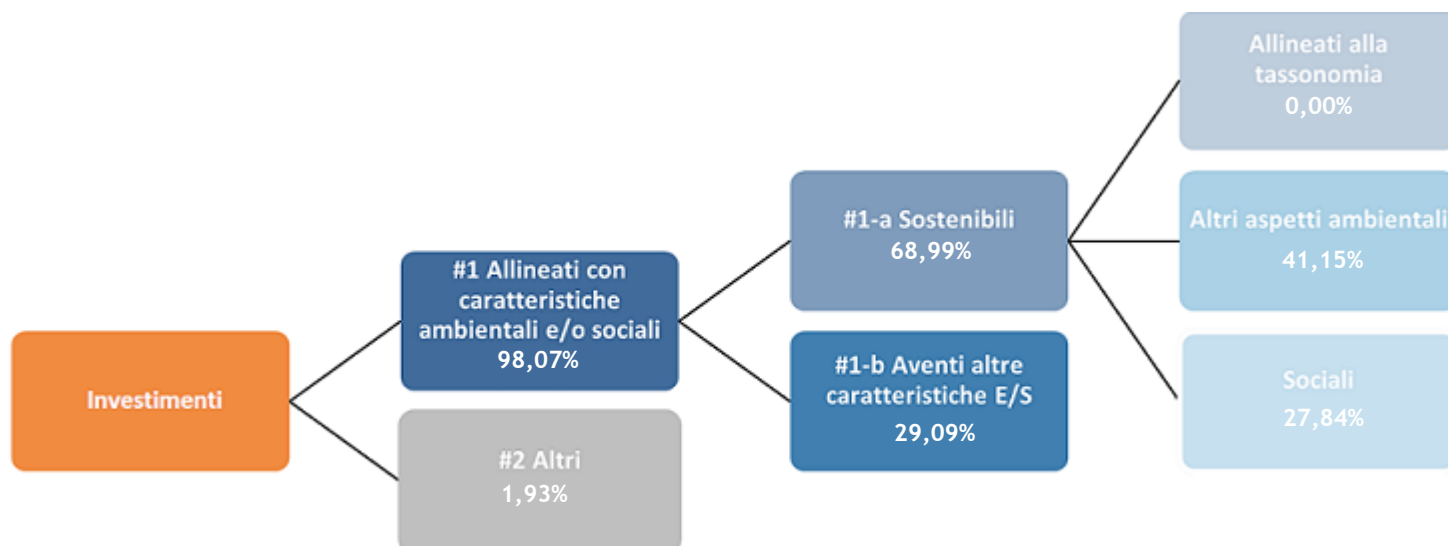 Investimenti
#1 Allineati con
caratteristiche
ambientali e/o sociali
98,07%
#2 Altri
1,93%
#1-a Sostenibili
68,99%
#1-b Aventi altre
caratteristiche E/S
29,09%
Allineati alla
tassonomia
0,00%
Altri aspetti ambientali
41,15%
Sociali
27,84%